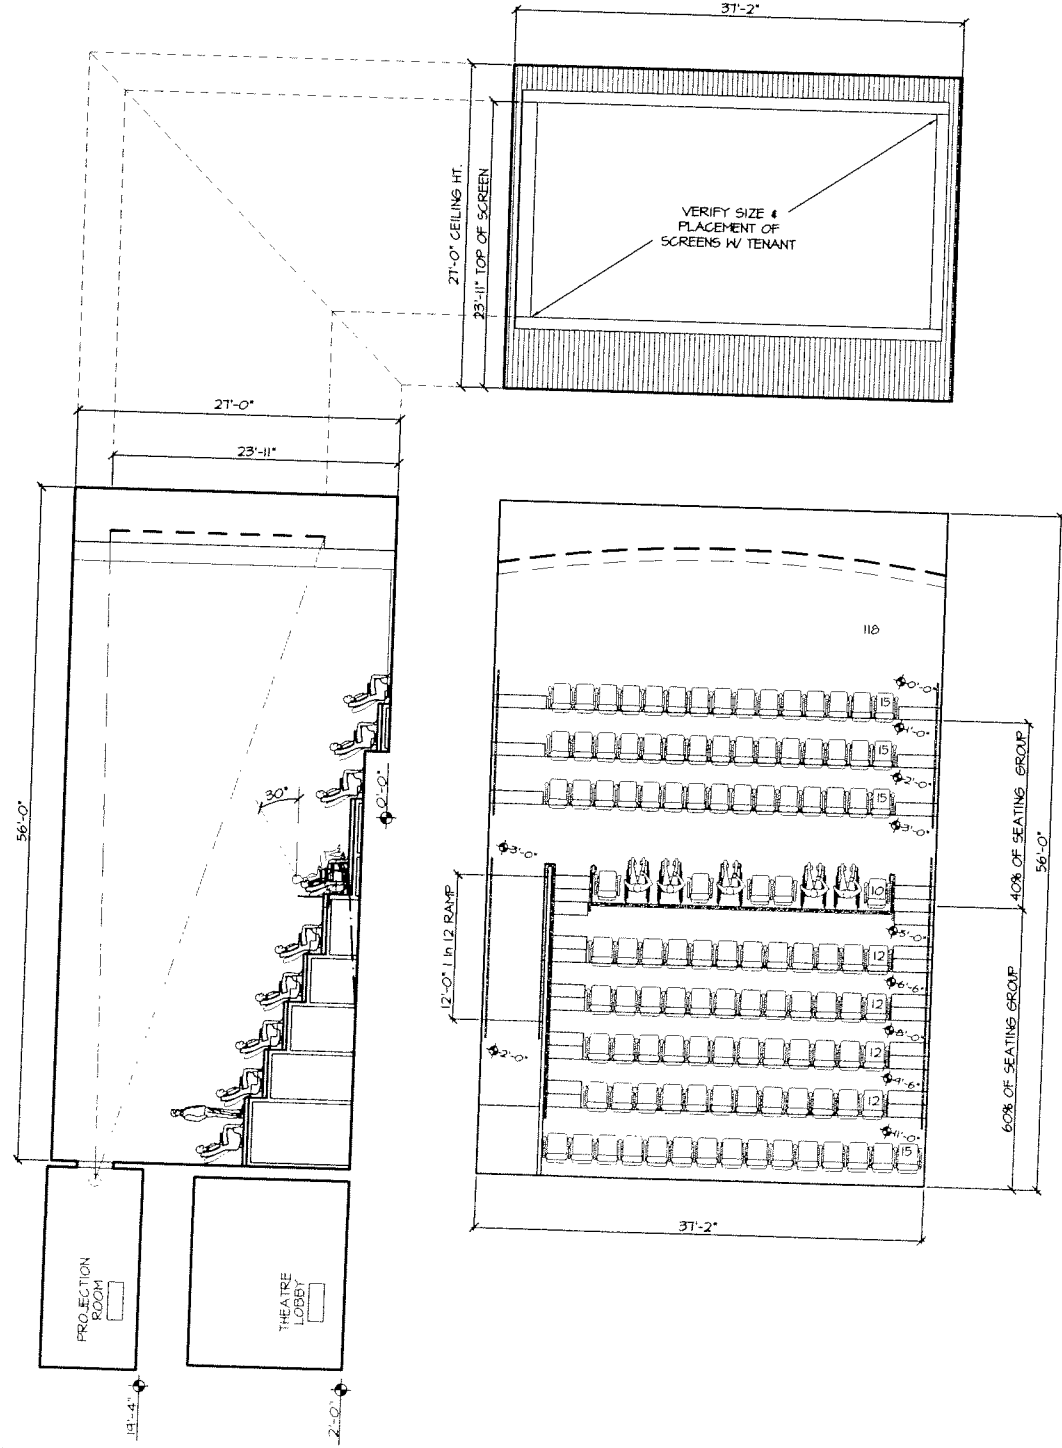 37'-2"
27'-0" CEILING HT.
23'-11" TOP OF SCREEN
VERIFY SIZE &
PLACEMENT OF
SCREENS W/ TENANT
27'-0"
23'-11"
56'-0"
30°
0'-0"
PROJECTION
ROOM
THEATRE
LOBBY
19'-4"
2'-0"
118
0'-0"
15
1'-0"
15
2'-0"
15
3'-0"
3'-0"
10
5'-0"
12
6'-6"
12
8'-0"
12
2'-0"
9'-6"
12
11'-0"
15
12'-0" 1 in 12 RAMP
40% OF SEATING GROUP
60% OF SEATING GROUP
56'-0"
37'-2"